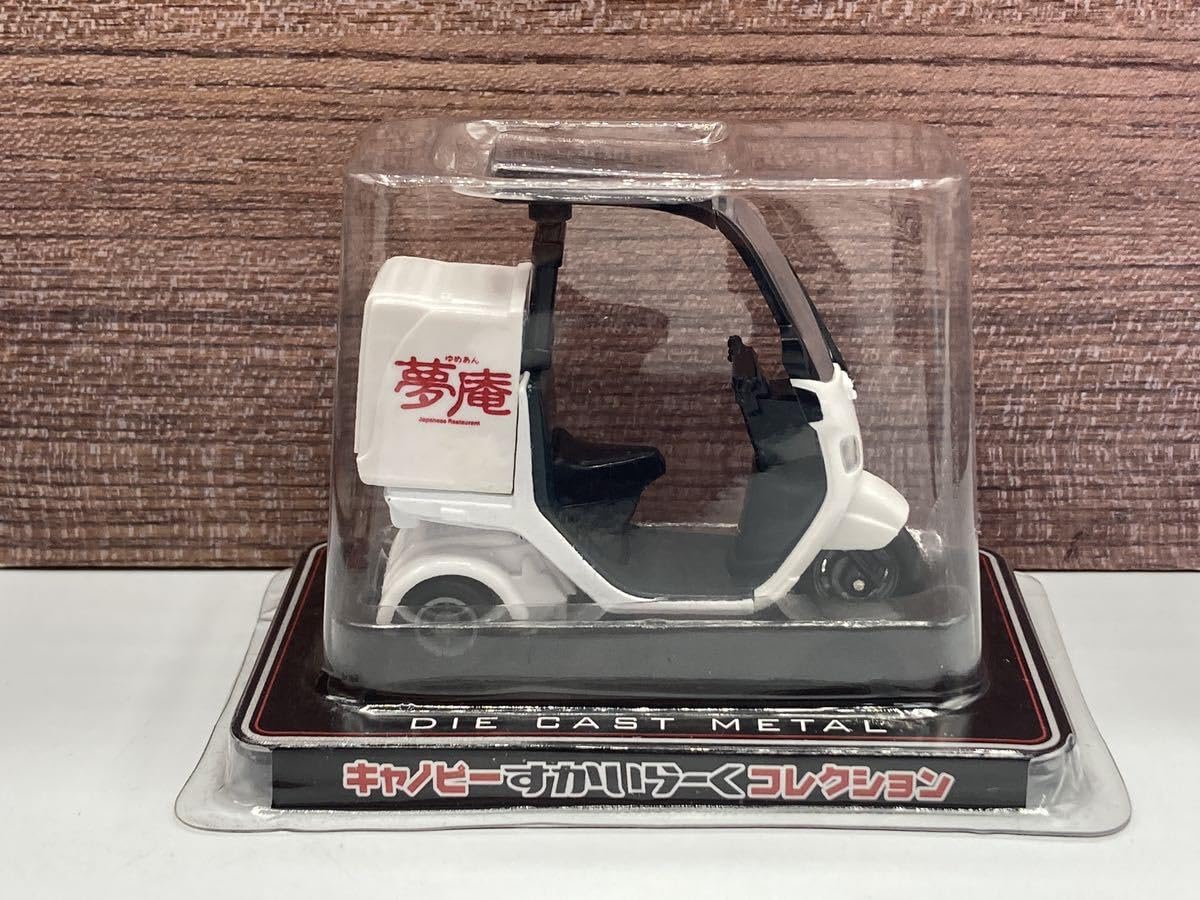 ゆめあん
夢庵
Japanese Restaurant
DIE CAST METAL
キャノピーすかいらーくコレクション